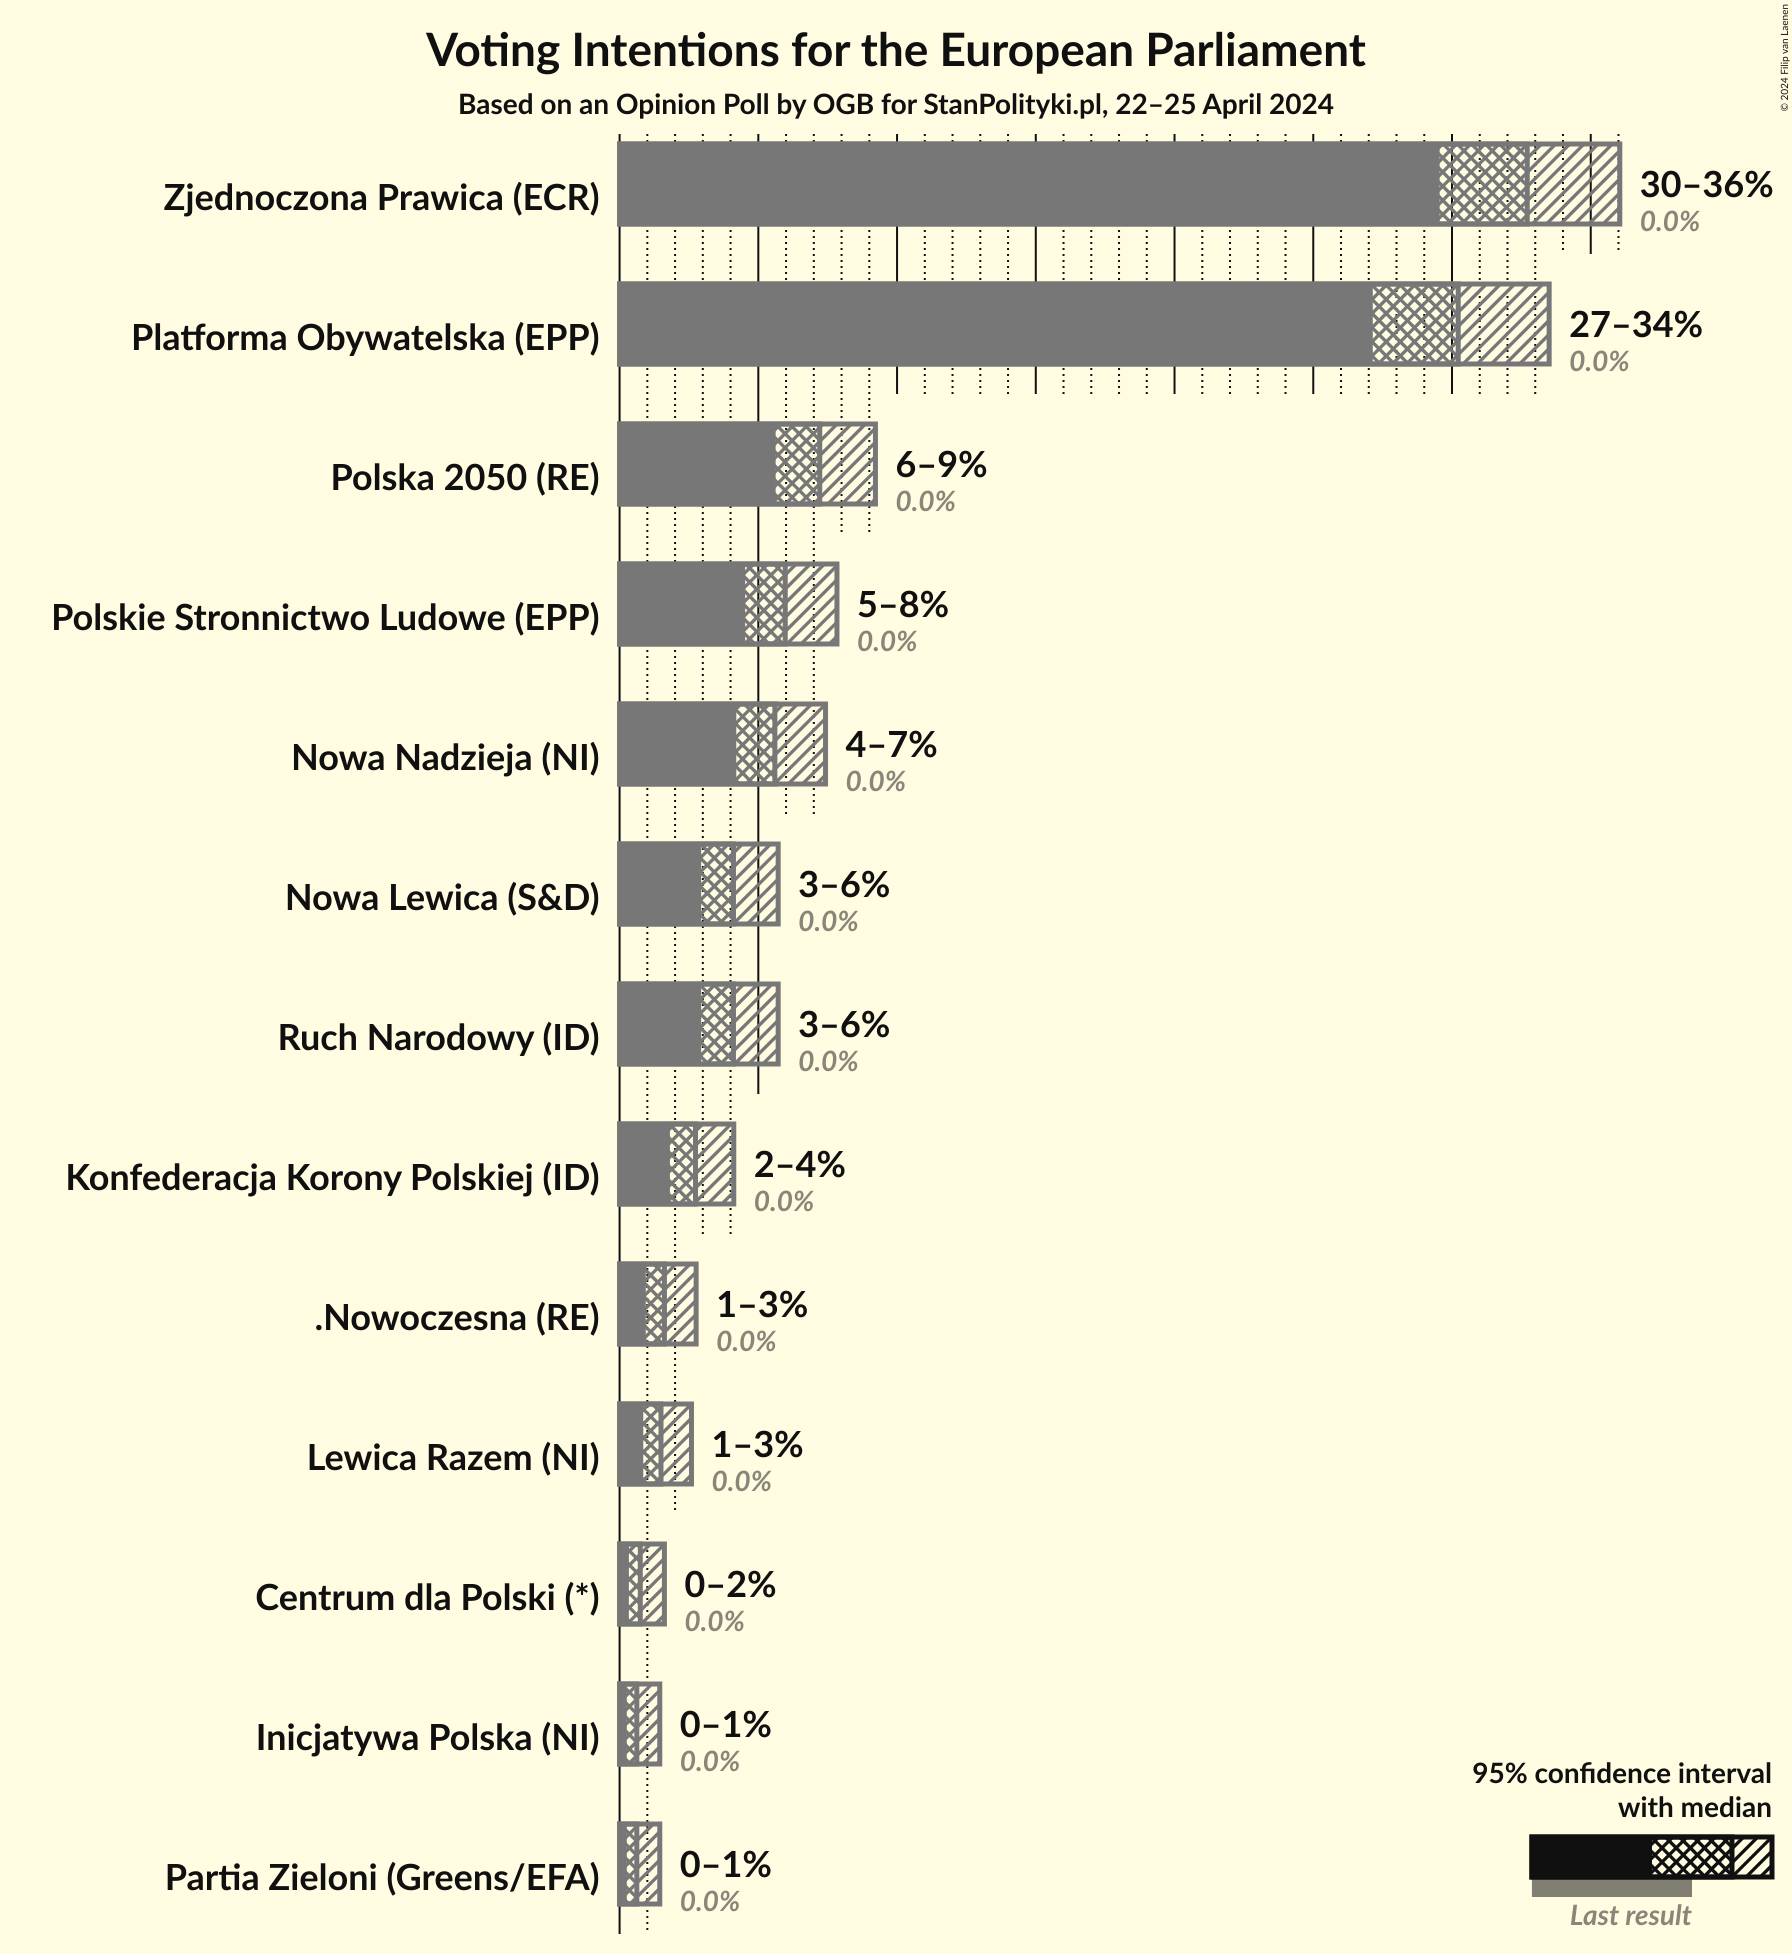 Voting Intentions for the European Parliament
Based on an Opinion Poll by OGB for StanPolityki.pl, 22–25 April 2024
© 2024 Filip van Laenen
Zjednoczona Prawica (ECR)
30–36%
0.0%
Platforma Obywatelska (EPP)
27–34%
0.0%
Polska 2050 (RE)
6–9%
0.0%
Polskie Stronnictwo Ludowe (EPP)
5–8%
0.0%
Nowa Nadzieja (NI)
4–7%
0.0%
Nowa Lewica (S&D)
3–6%
0.0%
Ruch Narodowy (ID)
3–6%
0.0%
Konfederacja Korony Polskiej (ID)
2–4%
0.0%
.Nowoczesna (RE)
1–3%
0.0%
Lewica Razem (NI)
1–3%
0.0%
Centrum dla Polski (*)
0–2%
0.0%
Inicjatywa Polska (NI)
0–1%
0.0%
Partia Zieloni (Greens/EFA)
0–1%
0.0%
95% confidence interval
with median
Last result